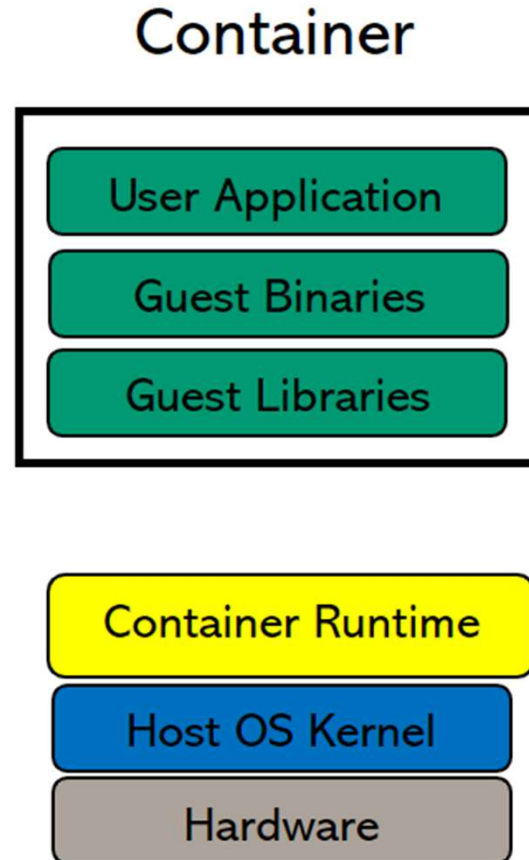 Container
User Application
Guest Binaries
Guest Libraries
Container Runtime
Host OS Kernel
Hardware